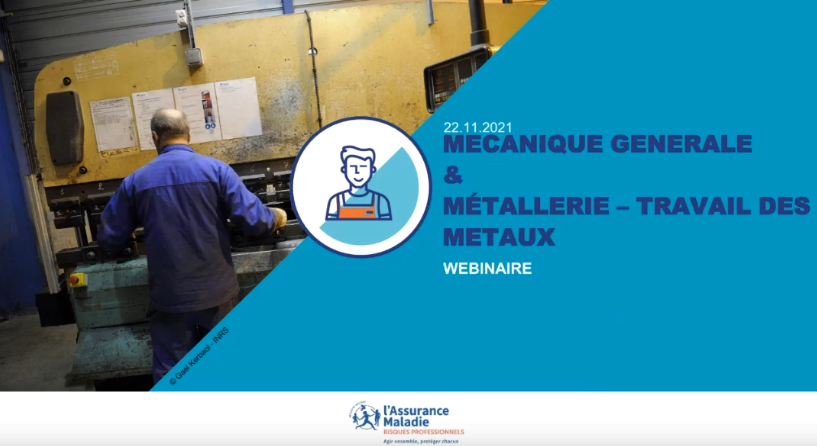 22.11.2021
MECANIQUE GENERALE
&
MÉTALLERIE – TRAVAIL DES
METAUX
WEBINAIRE
© Gael Kerbaol - INRS
l'Assurance
Maladie
RISQUES PROFESSIONNELS
Agir ensemble, protéger chacun